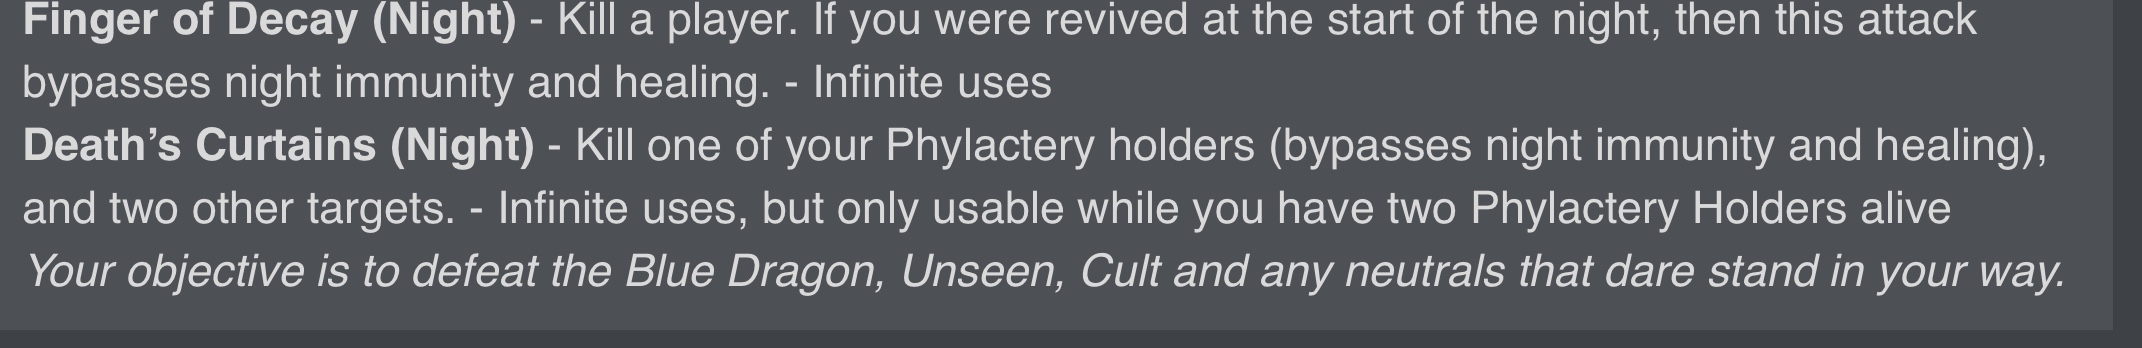 Finger of Decay (Night) - Kill a player. If you were revived at the start of the night, then this attack
bypasses night immunity and healing. - Infinite uses
Death’s Curtains (Night) - Kill one of your Phylactery holders (bypasses night immunity and healing),
and two other targets. - Infinite uses, but only usable while you have two Phylactery Holders alive
Your objective is to defeat the Blue Dragon, Unseen, Cult and any neutrals that dare stand in your way.